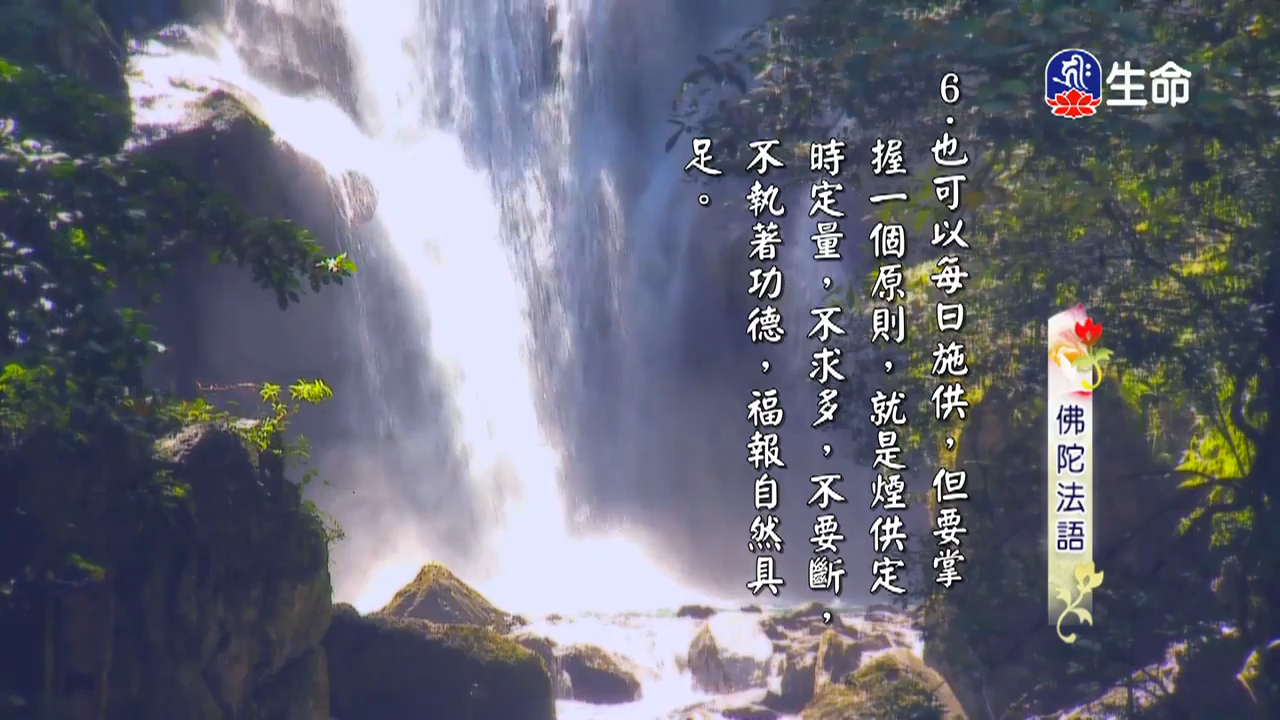 生命
佛陀法語
6.也可以每日施供，但要掌
握一個原則，就是煙供定
時定量，不求多，不要斷，
不執著功德，福報自然具
足。